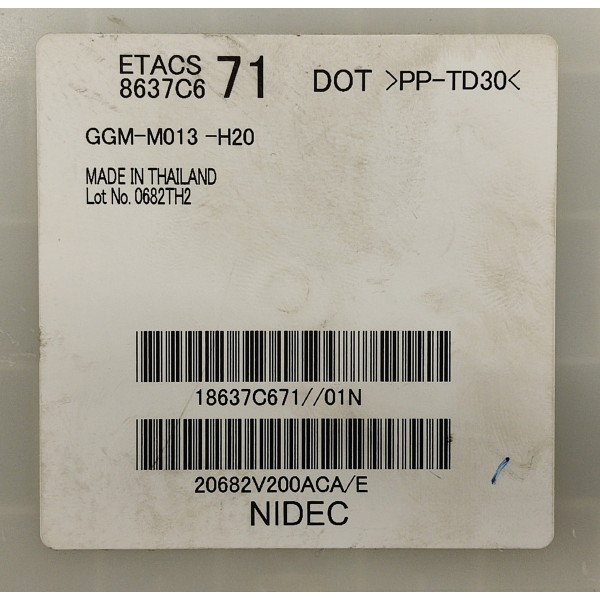 ETACS 71 DOT >PP-TD30<
8637C6
GGM-M013 -H20
MADE IN THAILAND
Lot No. 0682TH2
18637C671//01N
20682V200ACA/E
NIDEC